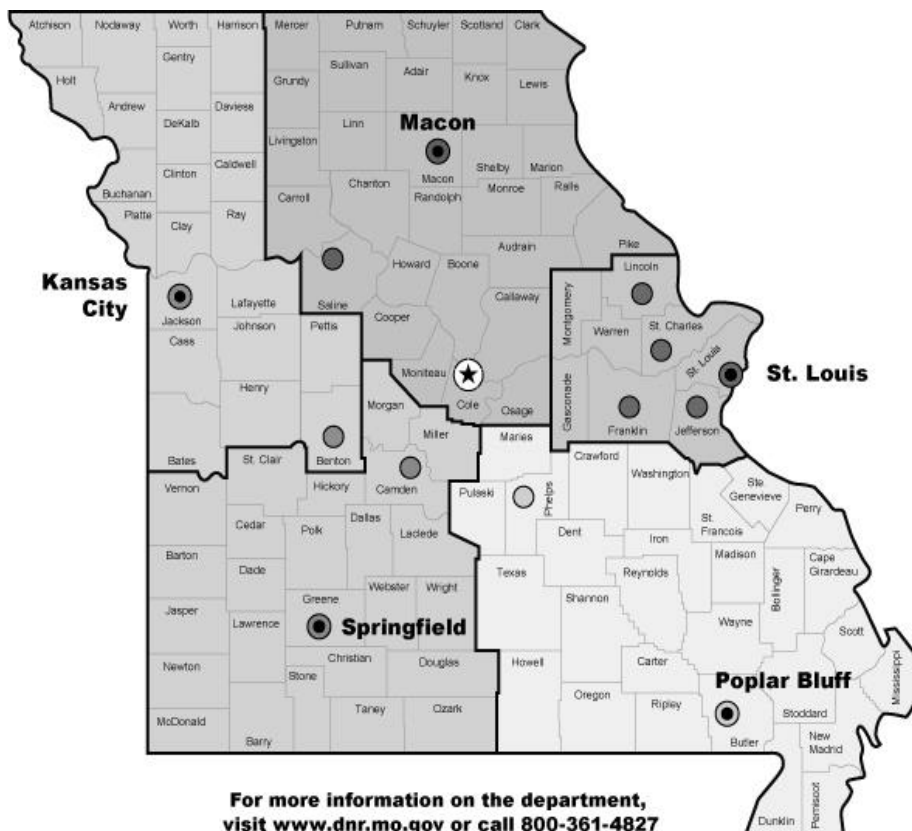 Atchison Nodaway Worth Harrison Mercer Putnam Schuyler Scotland Clark
Gentry
Sullivan Adair
Holt Grundy Knox Lewis
Andrew Daviess
DeKalb Linn Macon
Livingston
Clinton Caldwell Macon Shelby Marion
Buchanan Chariton Randolph Monroe Ralls
Carroll
Platte Clay Ray
Audrain
Pike
Howard Boone Lincoln
Kansas
City
Saline Callaway Montgomery
Jackson Lafayette
Johnson Pettis Cooper Warren St. Charles
Cass
St. Louis St. Louis
Moniteau
Henry Cole Osage Gasconade
Morgan Franklin Jefferson
Miller Maries
Bates Benton
St. Clair Crawford Washington
Vernon Hickory Camden Pulaski Phelps Ste
Genevieve
Perry
Cedar Polk Dallas Laclede Dent St.
Francois
Iron
Barton Madison
Dade Texas Reynolds Bollinger Cape
Girardeau
Webster Wright
Greene Shannon
Jasper
Lawrence Springfield Wayne Scott
Christian Douglas Howell Carter Mississippi
Newton Stone
Poplar Bluff
Oregon Ripley
Taney Ozark Stoddard
McDonald
Barry Butler New
Madrid
For more information on the department,
visit www.dnr.mo.gov or call 800-361-4827
Dunklin Pemiscot